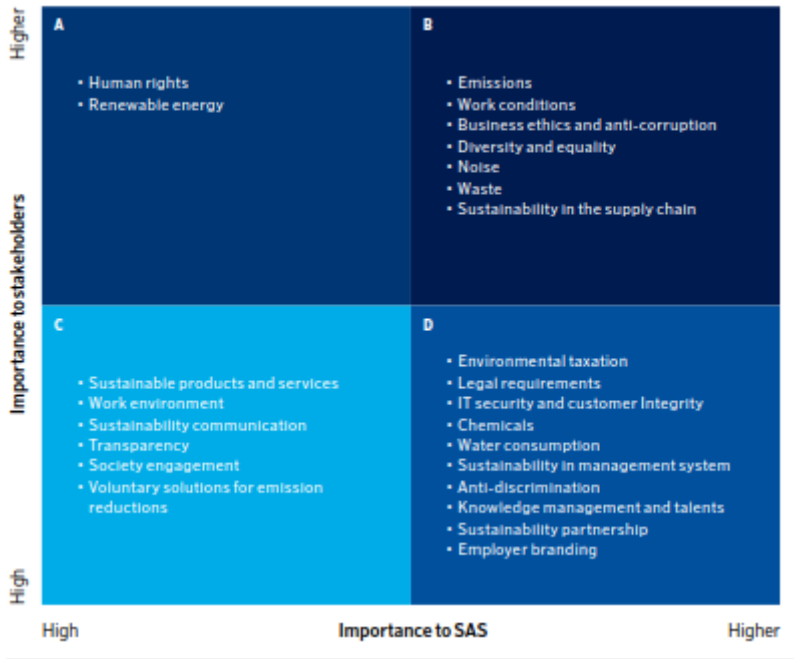 Higher
Importance to stakeholders
High
A
• Human rights
• Renewable energy
B
• Emissions
• Work conditions
• Business ethics and anti-corruption
• Diversity and equality
• Noise
• Waste
• Sustainability in the supply chain
C
• Sustainable products and services
• Work environment
• Sustainability communication
• Transparency
• Society engagement
• Voluntary solutions for emission
reductions
D
• Environmental taxation
• Legal requirements
• IT security and customer Integrity
• Chemicals
• Water consumption
• Sustainability in management system
• Anti-discrimination
• Knowledge management and talents
• Sustainability partnership
• Employer branding
High
Importance to SAS
Higher